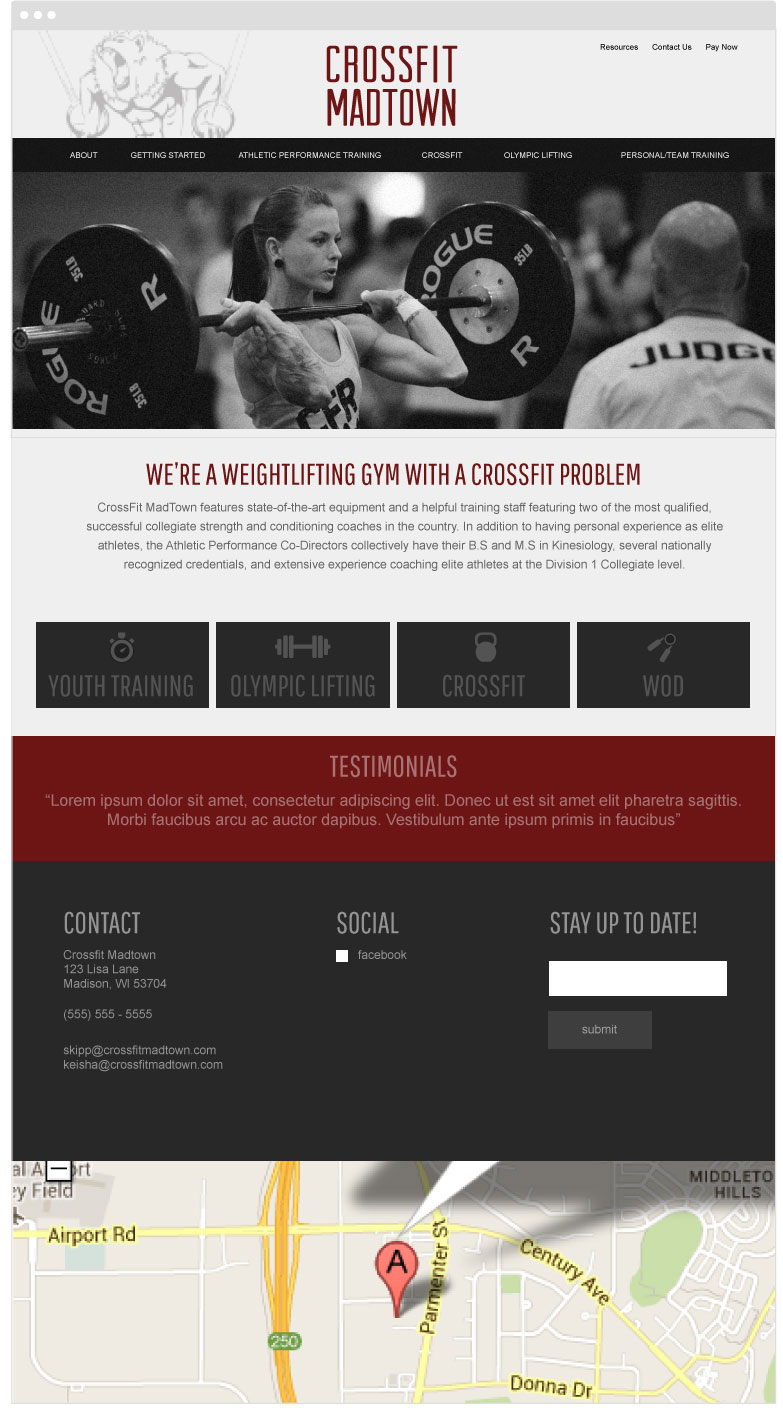 CROSSFIT
MADTOWN
Resources Contact Us Pay Now
ABOUT GETTING STARTED ATHLETIC PERFORMANCE TRAINING CROSSFIT OLYMPIC LIFTING PERSONAL/TEAM TRAINING
35LB
R
ROGUE
35LB
ROGUE
35LB
R
CFR
JUDGE
WE'RE A WEIGHTLIFTING GYM WITH A CROSSFIT PROBLEM
CrossFit MadTown features state-of-the-art equipment and a helpful training staff featuring two of the most qualified,
successful collegiate strength and conditioning coaches in the country. In addition to having personal experience as elite
athletes, the Athletic Performance Co-Directors collectively have their B.S and M.S in Kinesiology, several nationally
recognized credentials, and extensive experience coaching elite athletes at the Division 1 Collegiate level.
YOUTH TRAINING
OLYMPIC LIFTING
CROSSFIT
WOD
TESTIMONIALS
“Lorem ipsum dolor sit amet, consectetur adipiscing elit. Donec ut est sit amet elit pharetra sagittis.
Morbi faucibus arcu ac auctor dapibus. Vestibulum ante ipsum primis in faucibus”
CONTACT
Crossfit Madtown
123 Lisa Lane
Madison, WI 53704
(555) 555 - 5555
skipp@crossfitmadtown.com
keisha@crossfitmadtown.com
SOCIAL
facebook
STAY UP TO DATE!
submit
ey Field
MIDDLETO
HILLS
Airport Rd
A
Parmenter St
Century Ave
250
Donna Dr